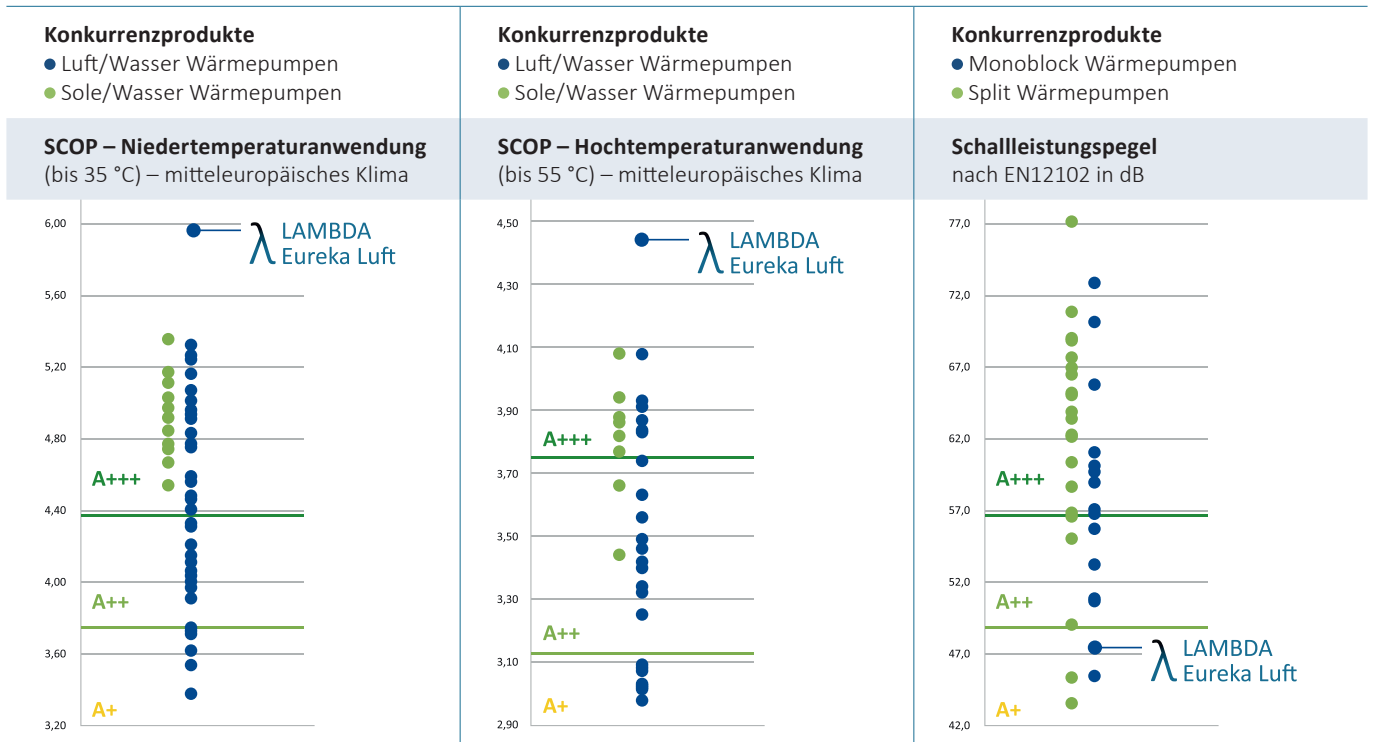 Konkurrenzprodukte
Luft/Wasser Wärmepumpen
Sole/Wasser Wärmepumpen
SCOP – Niedertemperaturanwendung
(bis 35 °C) – mitteleuropäisches Klima
6,00
5,60
5,20
4,80
4,40
4,00
3,60
3,20
LAMBDA
Eureka Luft
A+++
A++
A+
Konkurrenzprodukte
Luft/Wasser Wärmepumpen
Sole/Wasser Wärmepumpen
SCOP – Hochtemperaturanwendung
(bis 55 °C) – mitteleuropäisches Klima
4,50
4,30
4,10
3,90
3,70
3,50
3,30
3,10
2,90
LAMBDA
Eureka Luft
A+++
A++
A+
Konkurrenzprodukte
Monoblock Wärmepumpen
Split Wärmepumpen
Schallleistungspegel
nach EN12102 in dB
77,0
72,0
67,0
62,0
57,0
52,0
47,0
42,0
A+++
A++
LAMBDA
Eureka Luft
A+